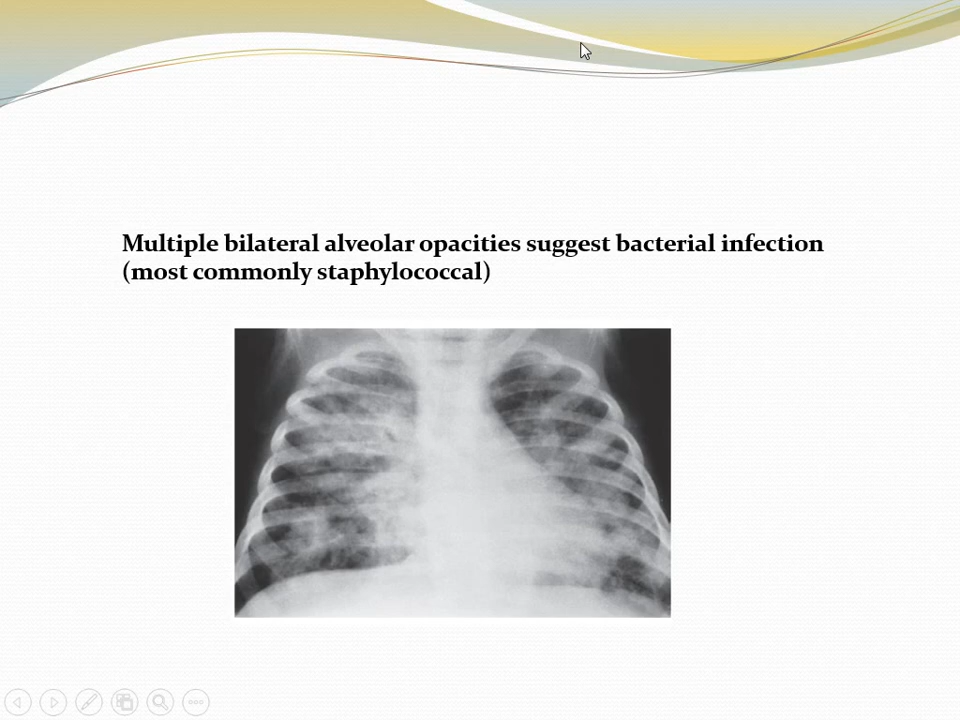 Multiple bilateral alveolar opacities suggest bacterial infection
(most commonly staphylococcal)